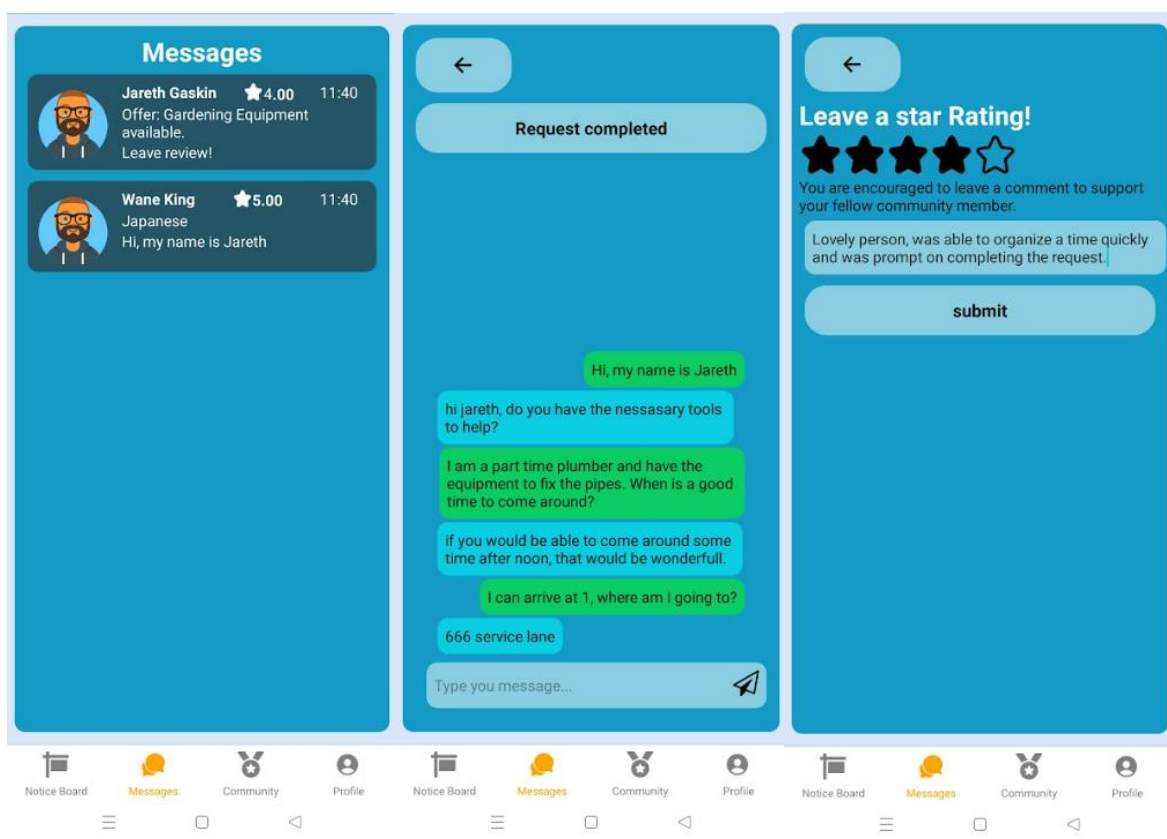 Messages
Jareth Gaskin 4.00 11:40
Offer: Gardening Equipment
available.
Leave review!
Wane King 5.00 11:40
Japanese
Hi, my name is Jareth
Notice Board Messages Community Profile
Request completed
Hi, my name is Jareth
hi jareth, do you have the nessasary tools
to help?
I am a part time plumber and have the
equipment to fix the pipes. When is a good
time to come around?
if you would be able to come around some
time after noon, that would be wonderfull.
I can arrive at 1, where am I going to?
666 service lane
Type you message...
Notice Board Messages Community Profile
Leave a star Rating!
You are encouraged to leave a comment to support
your fellow community member.
Lovely person, was able to organize a time quickly
and was prompt on completing the request.
submit
Notice Board Messages Community Profile